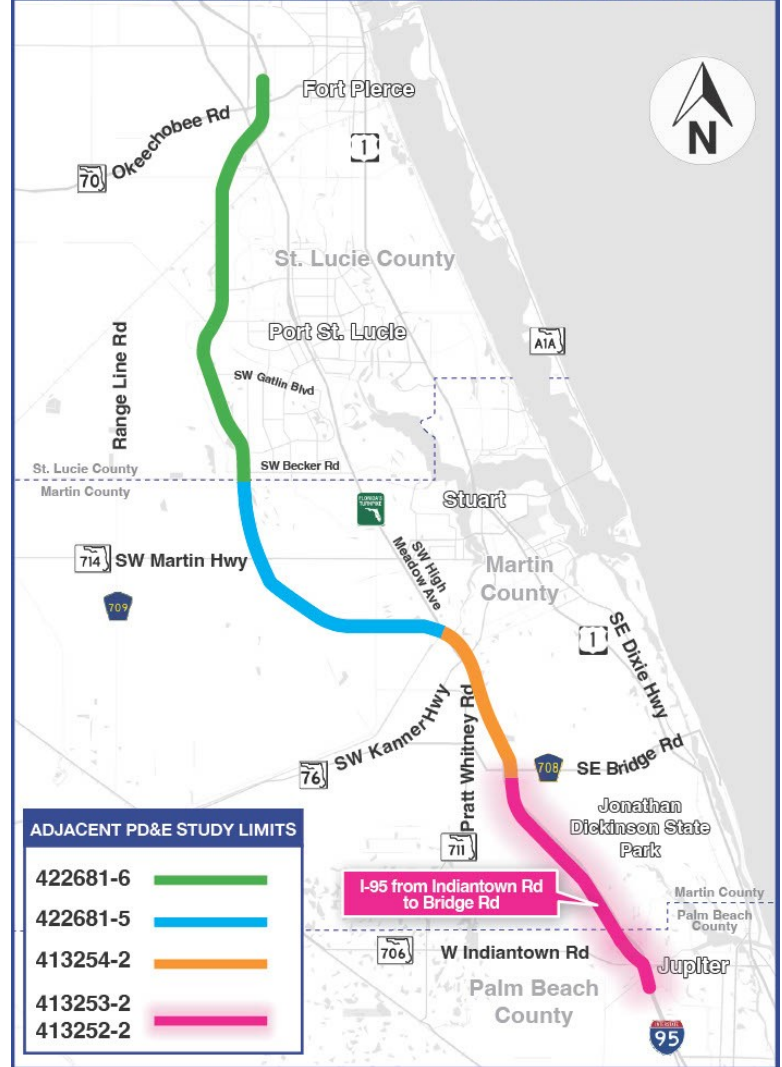 Fort Pierce
N
Okeechobee Rd
1
70
St. Lucie County
Port St. Lucie
A1A
Range Line Rd
SW Gatlin Blvd
St. Lucie County
SW Becker Rd
Martin County
FLORIDA'S
TURNPIKE
Stuart
714
SW Martin Hwy
SW High
Meadow Ave
Martin
County
709
1
SE Dixie Hwy
SW Kanner Hwy
76
Pratt Whitney Rd
708
SE Bridge Rd
Jonathan
Dickinson State
Park
711
ADJACENT PD&E STUDY LIMITS
422681-6
422681-5
413254-2
413253-2
413252-2
I-95 from Indiantown Rd
to Bridge Rd
Martin County
Palm Beach
County
706
W Indiantown Rd
Jupiter
Palm Beach
County
INTERSTATE
95